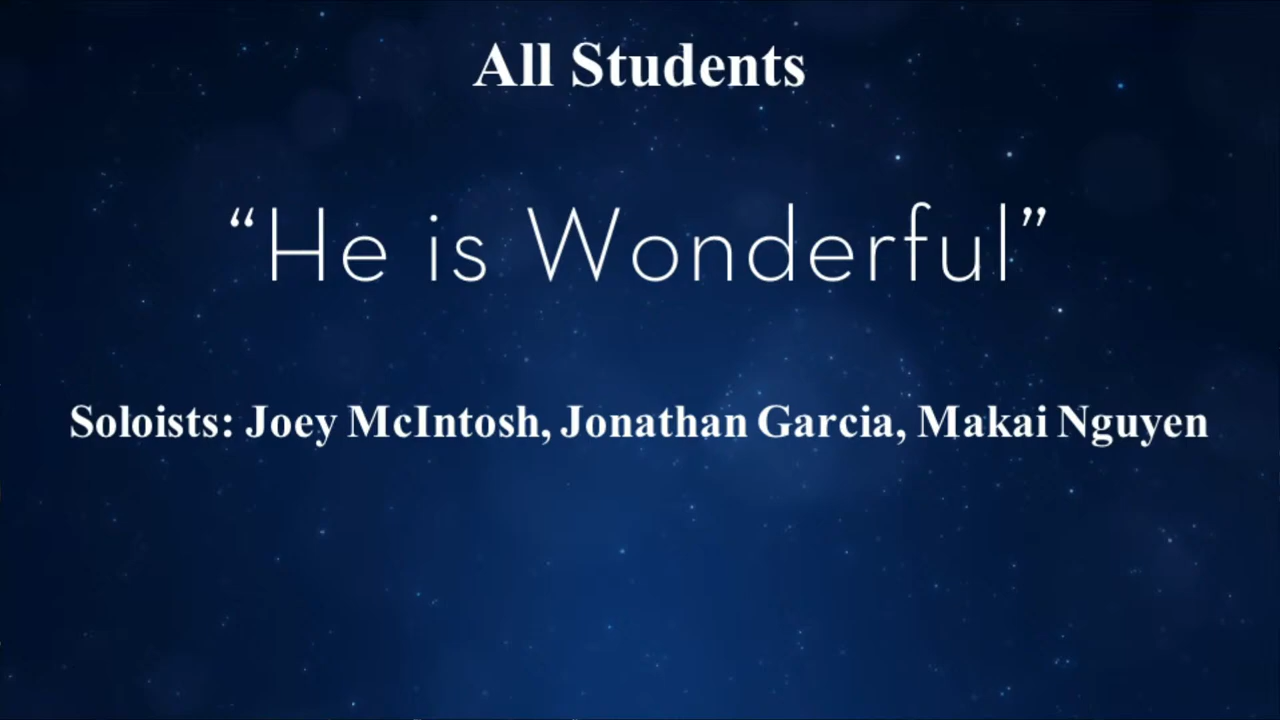 All Students
“He is Wonderful”
Soloists: Joey McIntosh, Jonathan Garcia, Makai Nguyen